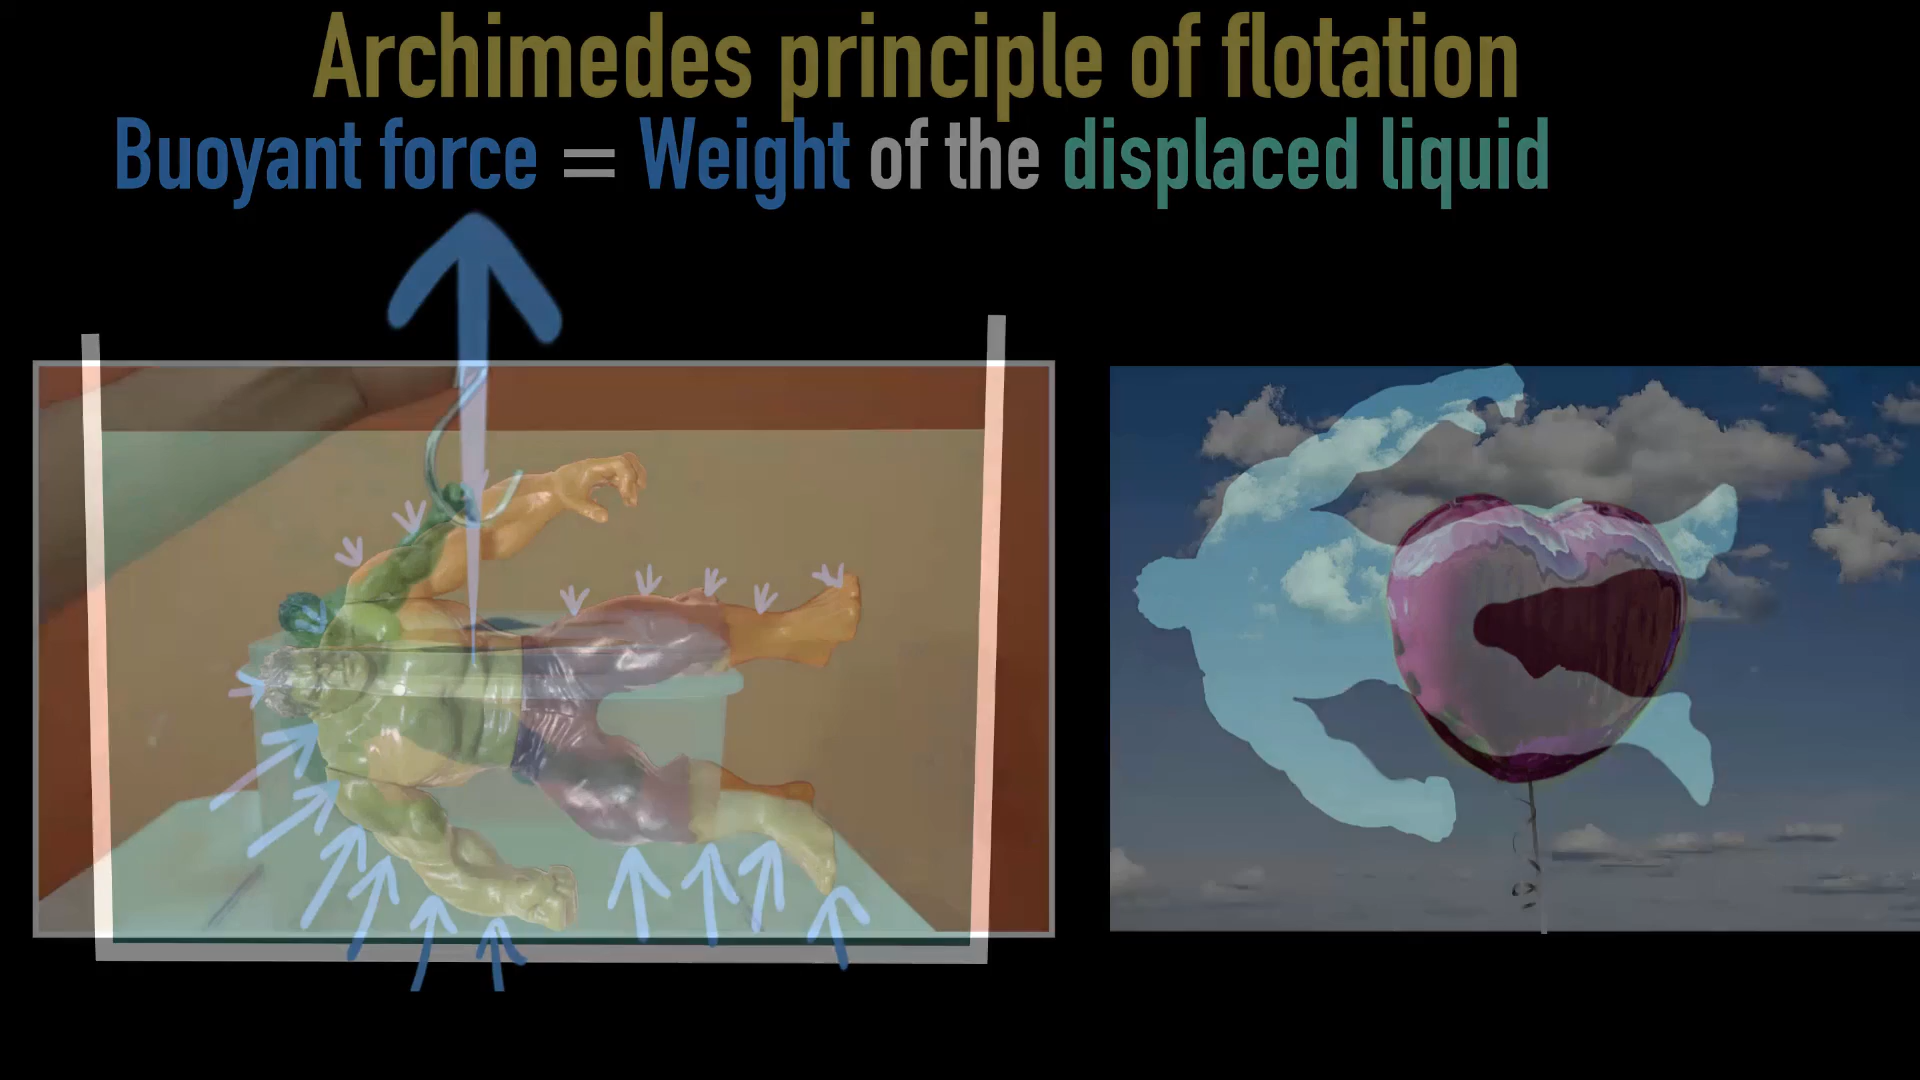 Archimedes principle of flotation
Buoyant force = Weight of the displaced liquid